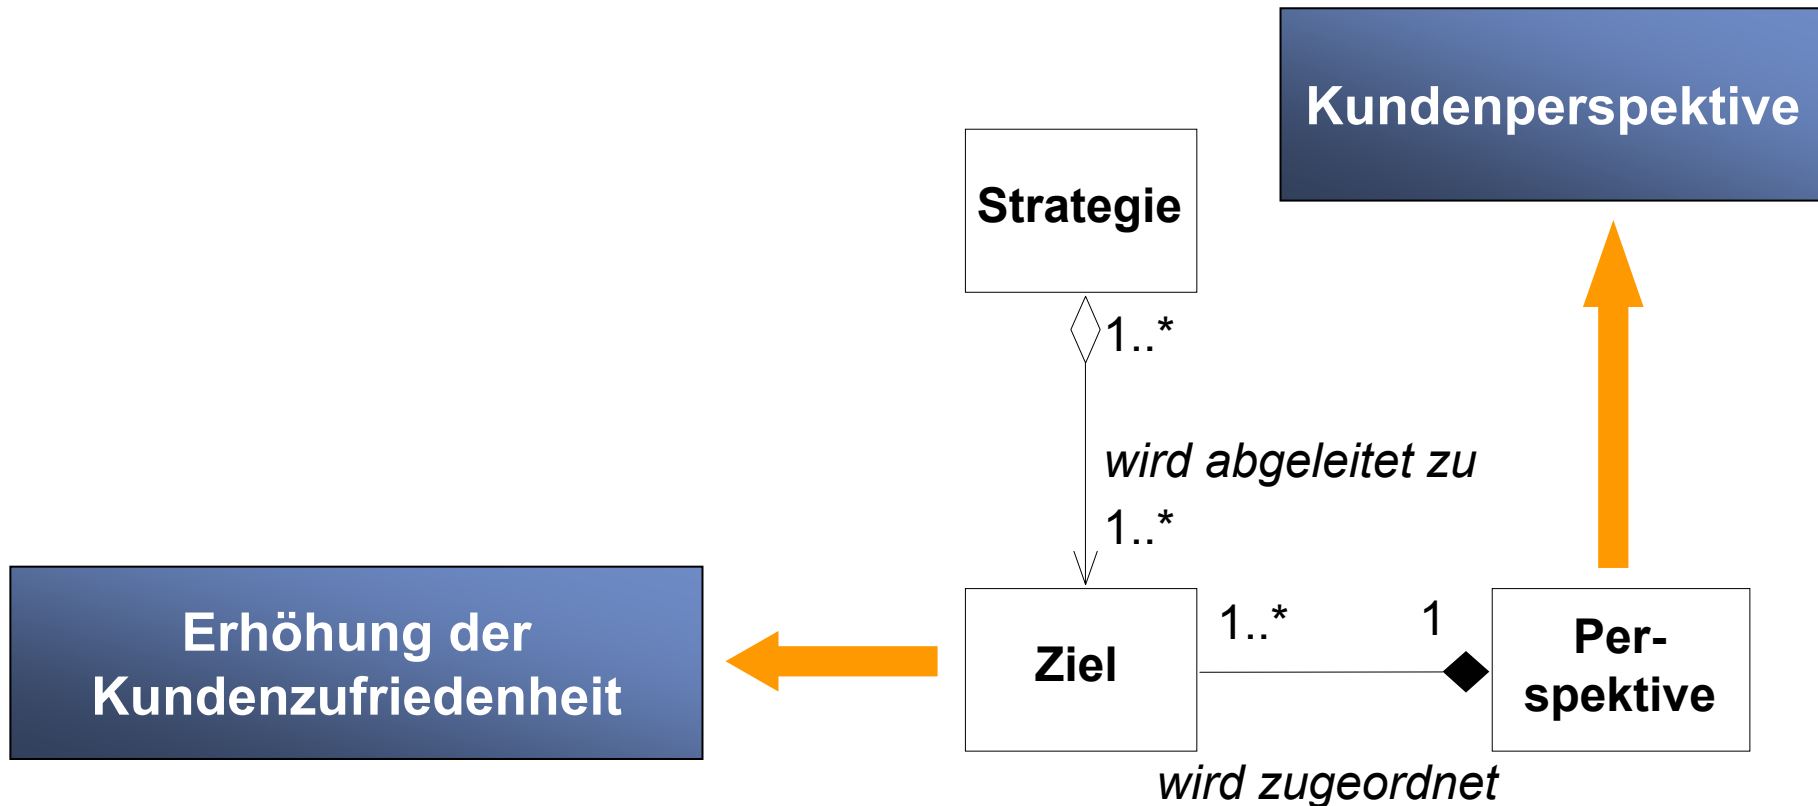 Kundenperspektive
Strategie
1..*
wird abgeleitet zu
1..*
Erhöhung der
Kundenzufriedenheit
Ziel
1..*
1
Per-
spektive
wird zugeordnet